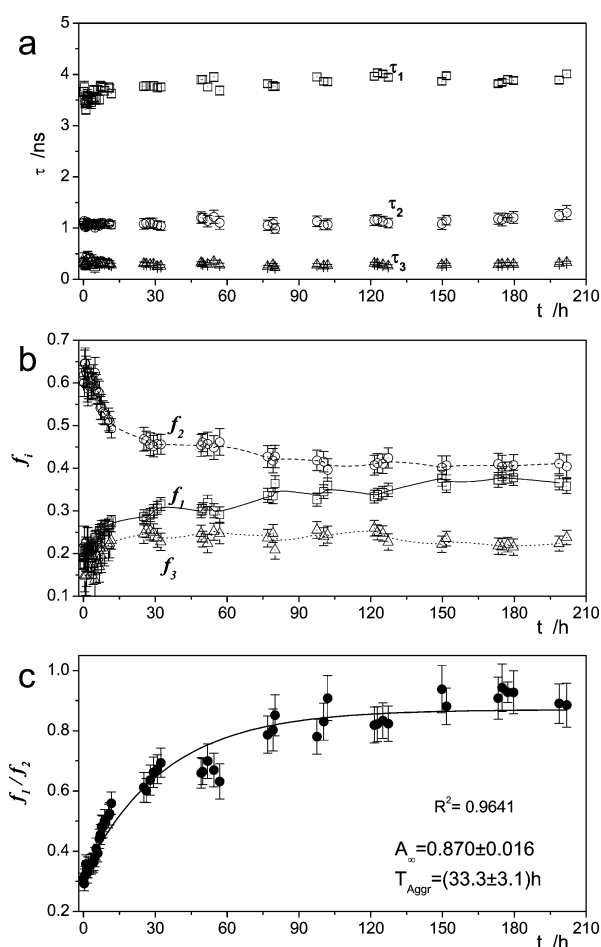 a
5
4
3
2
1
0
τ /ns
τ1
τ2
τ3
0 30 60 90 120 150 180 210
t /h
b
0.7
0.6
0.5
0.4
0.3
0.2
0.1
fi
f2
f1
f3
0 30 60 90 120 150 180 210
t /h
c
1.0
0.8
0.6
0.4
0.2
f1/f2
R2= 0.9641
A∞=0.870±0.016
TAggr=(33.3±3.1)h
0 30 60 90 120 150 180 210
t /h